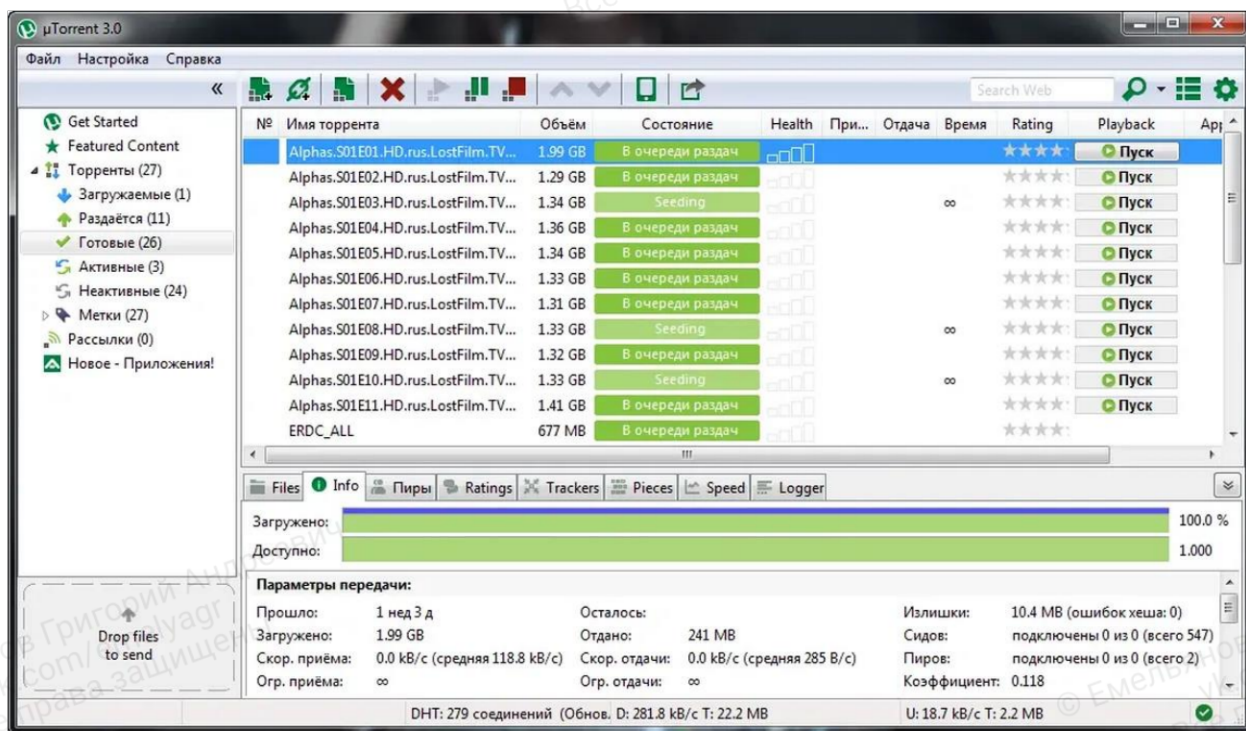 µTorrent 3.0
Файл Настройка Справка
Search Web
Get Started
Featured Content
Торренты (27)
Загружаемые (1)
Раздаётся (11)
Готовые (26)
Активные (3)
Неактивные (24)
Метки (27)
Рассылки (0)
Новое - Приложения!
Drop files
to send
№ Имя торрента Объём Состояние Health При... Отдача Время Rating Playback
Alphas.S01E01.HD.rus.LostFilm.TV... 1.99 GB В очереди раздач Пуск
Alphas.S01E02.HD.rus.LostFilm.TV... 1.29 GB В очереди раздач Пуск
Alphas.S01E03.HD.rus.LostFilm.TV... 1.34 GB Seeding ∞ Пуск
Alphas.S01E04.HD.rus.LostFilm.TV... 1.36 GB В очереди раздач Пуск
Alphas.S01E05.HD.rus.LostFilm.TV... 1.34 GB В очереди раздач Пуск
Alphas.S01E06.HD.rus.LostFilm.TV... 1.33 GB В очереди раздач Пуск
Alphas.S01E07.HD.rus.LostFilm.TV... 1.31 GB В очереди раздач Пуск
Alphas.S01E08.HD.rus.LostFilm.TV... 1.33 GB Seeding ∞ Пуск
Alphas.S01E09.HD.rus.LostFilm.TV... 1.32 GB В очереди раздач Пуск
Alphas.S01E10.HD.rus.LostFilm.TV... 1.33 GB Seeding ∞ Пуск
Alphas.S01E11.HD.rus.LostFilm.TV... 1.41 GB В очереди раздач Пуск
ERDC_ALL 677 MB В очереди раздач
Files Info Пиры Ratings Trackers Pieces Speed Logger
Загружено: 100.0 %
Доступно: 1.000
Параметры передачи:
Прошло: 1 нед 3 д Осталось: Излишки: 10.4 MB (ошибок хеша: 0)
Загружено: 1.99 GB Отдано: 241 MB Сидов: подключены 0 из 0 (всего 547)
Скор. приёма: 0.0 kB/с (средняя 118.8 kB/с) Скор. отдачи: 0.0 kB/с (средняя 285 B/с) Пиров: подключены 0 из 0 (всего 2)
Огр. приёма: ∞ Огр. отдачи: ∞ Коэффициент: 0.118
DHT: 279 соединений (Обнов. D: 281.8 kB/с T: 22.2 MB U: 18.7 kB/с T: 2.2 MB